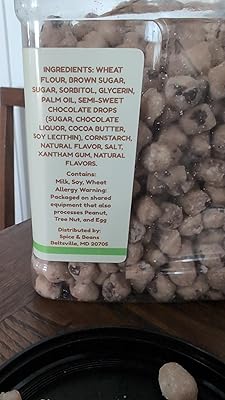 INGREDIENTS: WHEAT
FLOUR, BROWN SUGAR,
SUGAR, SORBITOL, GLYCERIN,
PALM OIL, SEMI-SWEET
CHOCOLATE DROPS
(SUGAR, CHOCOLATE
LIQUOR, COCOA BUTTER,
SOY LECITHIN), CORNSTARCH,
NATURAL FLAVOR, SALT,
XANTHAM GUM, NATURAL
FLAVORS.
Contains:
Milk, Soy, Wheat
Allergy Warning:
Packaged on shared
equipment that also
processes Peanut,
Tree Nut, and Egg
Distributed by:
Spice & Beans
Beltsville, MD 20705